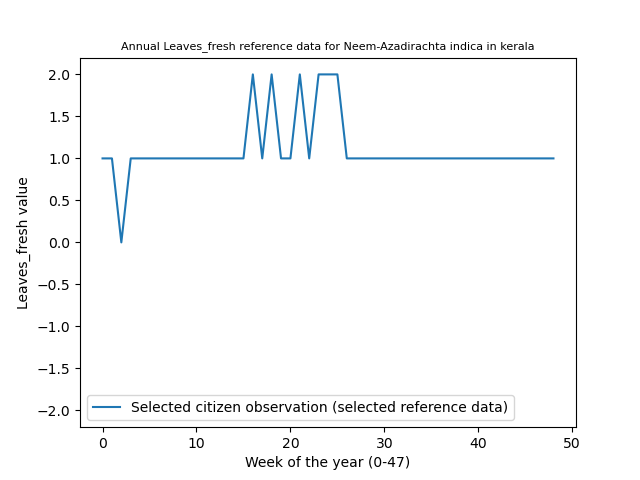 Annual Leaves_fresh reference data for Neem-Azadirachta indica in kerala
2.0
1.5
1.0
0.5
0.0
−0.5
−1.0
−1.5
−2.0
Leaves_fresh value
Selected citizen observation (selected reference data)
0 10 20 30 40 50
Week of the year (0-47)